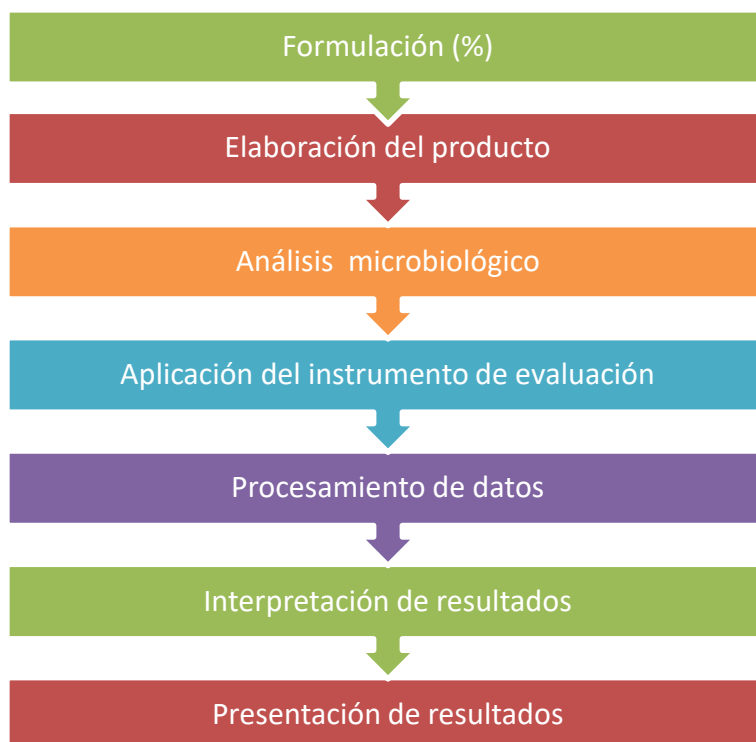 Formulación (%)
Elaboración del producto
Análisis microbiológico
Aplicación del instrumento de evaluación
Procesamiento de datos
Interpretación de resultados
Presentación de resultados